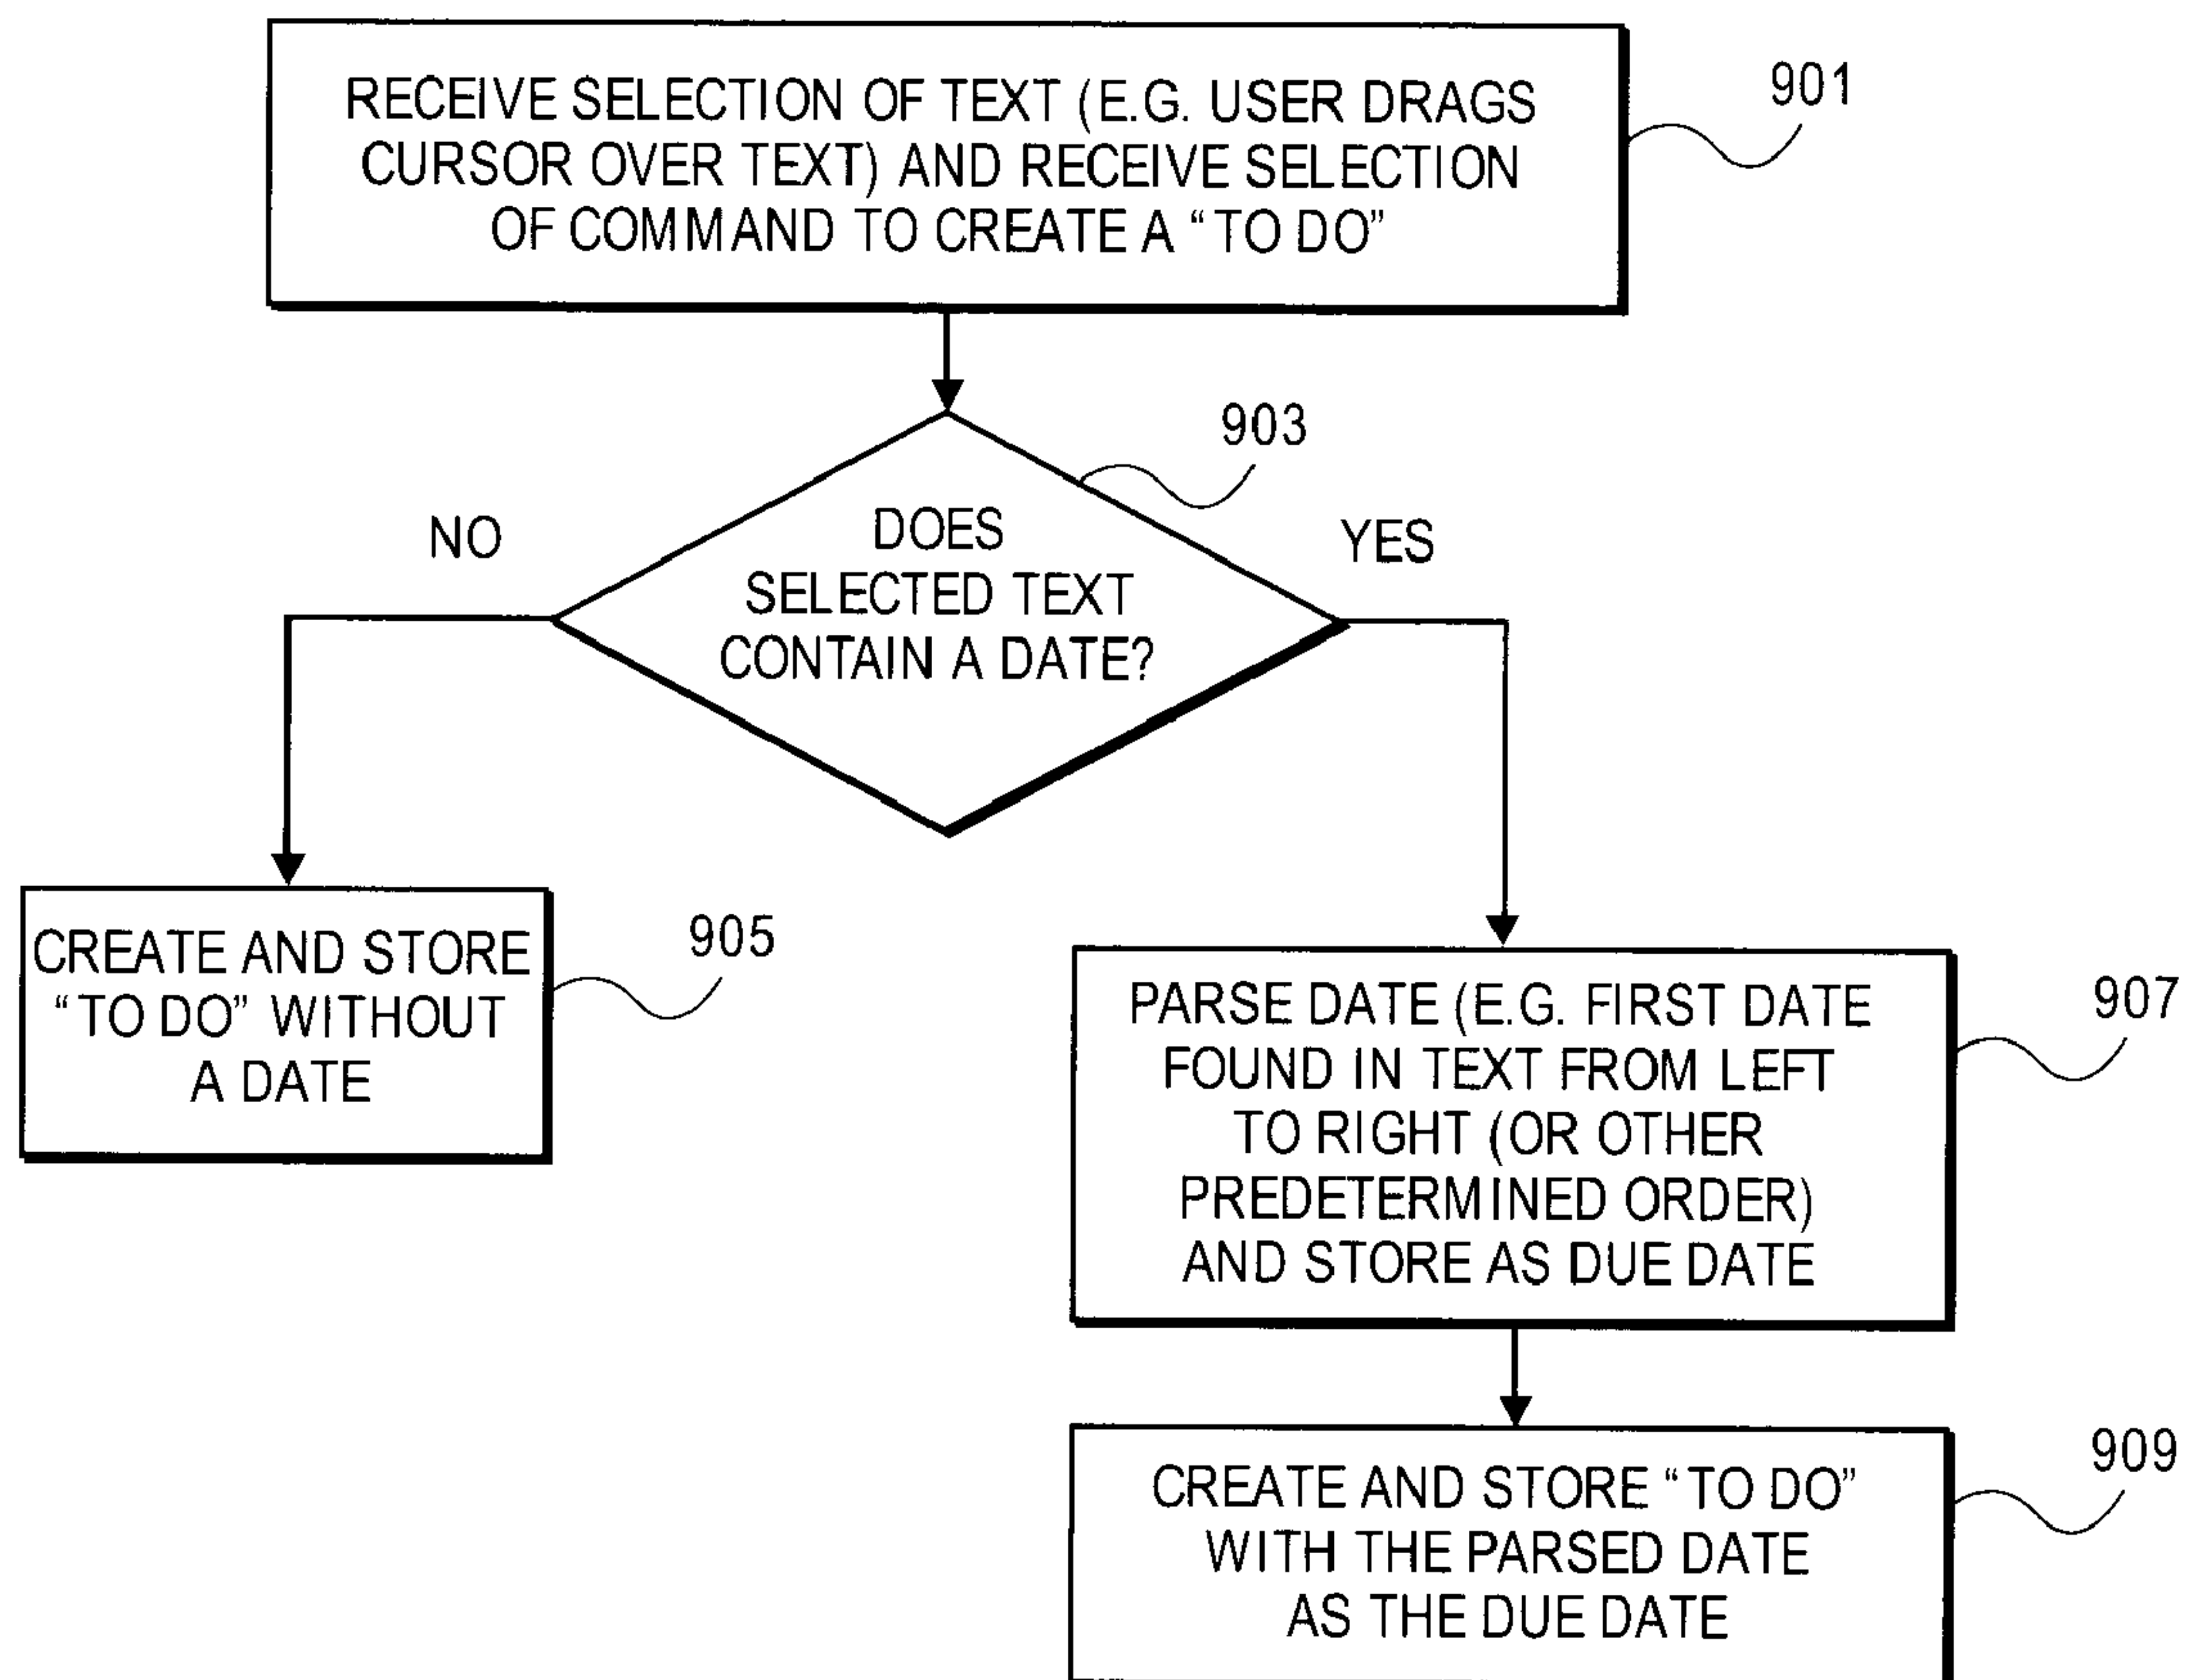 RECEIVE SELECTION OF TEXT (E.G. USER DRAGS
CURSOR OVER TEXT) AND RECEIVE SELECTION
OF COMMAND TO CREATE A “TO DO”
901
903
DOES
SELECTED TEXT
CONTAIN A DATE?
NO
YES
CREATE AND STORE
“TO DO” WITHOUT
A DATE
905
PARSE DATE (E.G. FIRST DATE
FOUND IN TEXT FROM LEFT
TO RIGHT (OR OTHER
PREDETERMINED ORDER)
AND STORE AS DUE DATE
907
CREATE AND STORE “TO DO”
WITH THE PARSED DATE
AS THE DUE DATE
909